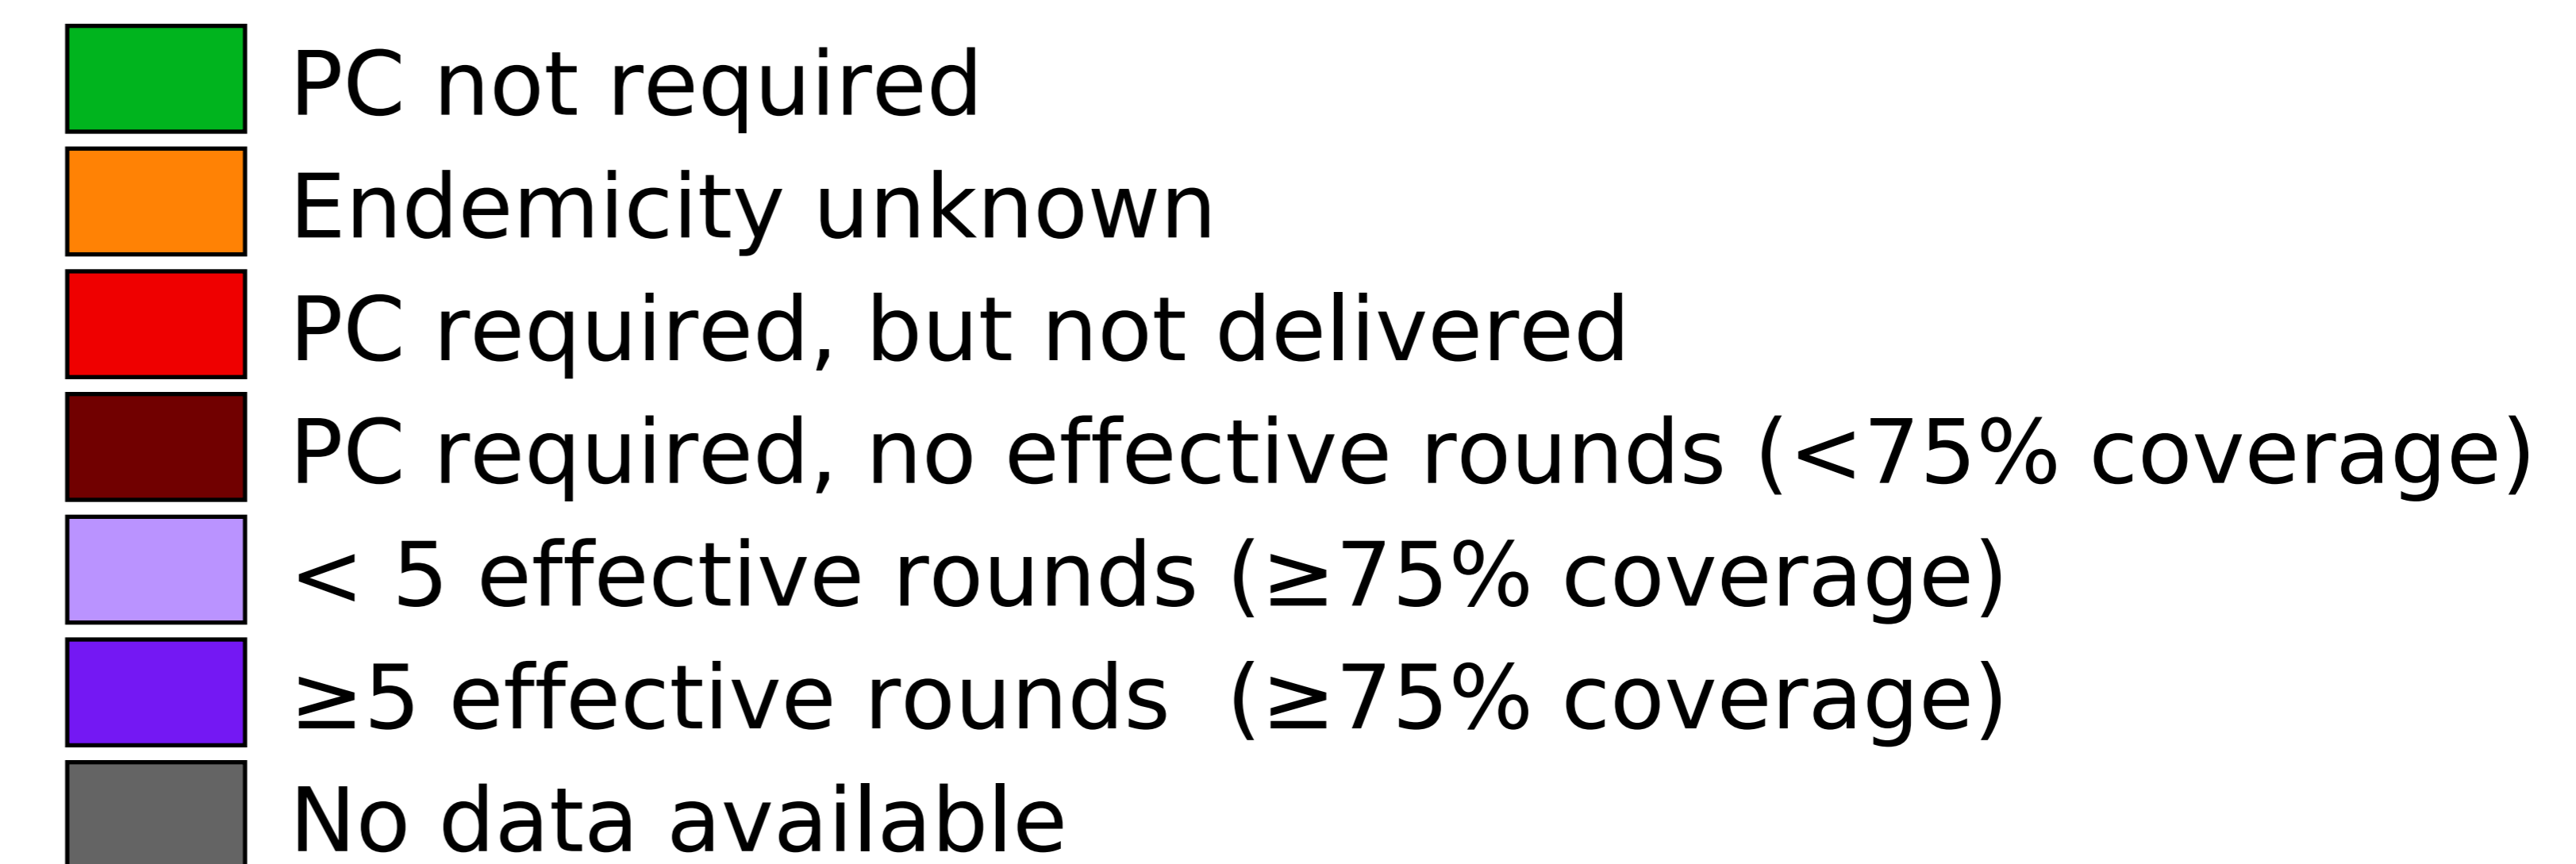 PC not required
Endemicity unknown
PC required, but not delivered
PC required, no effective rounds (<75% coverage)
< 5 effective rounds (≥75% coverage)
≥5 effective rounds  (≥75% coverage)
No data available